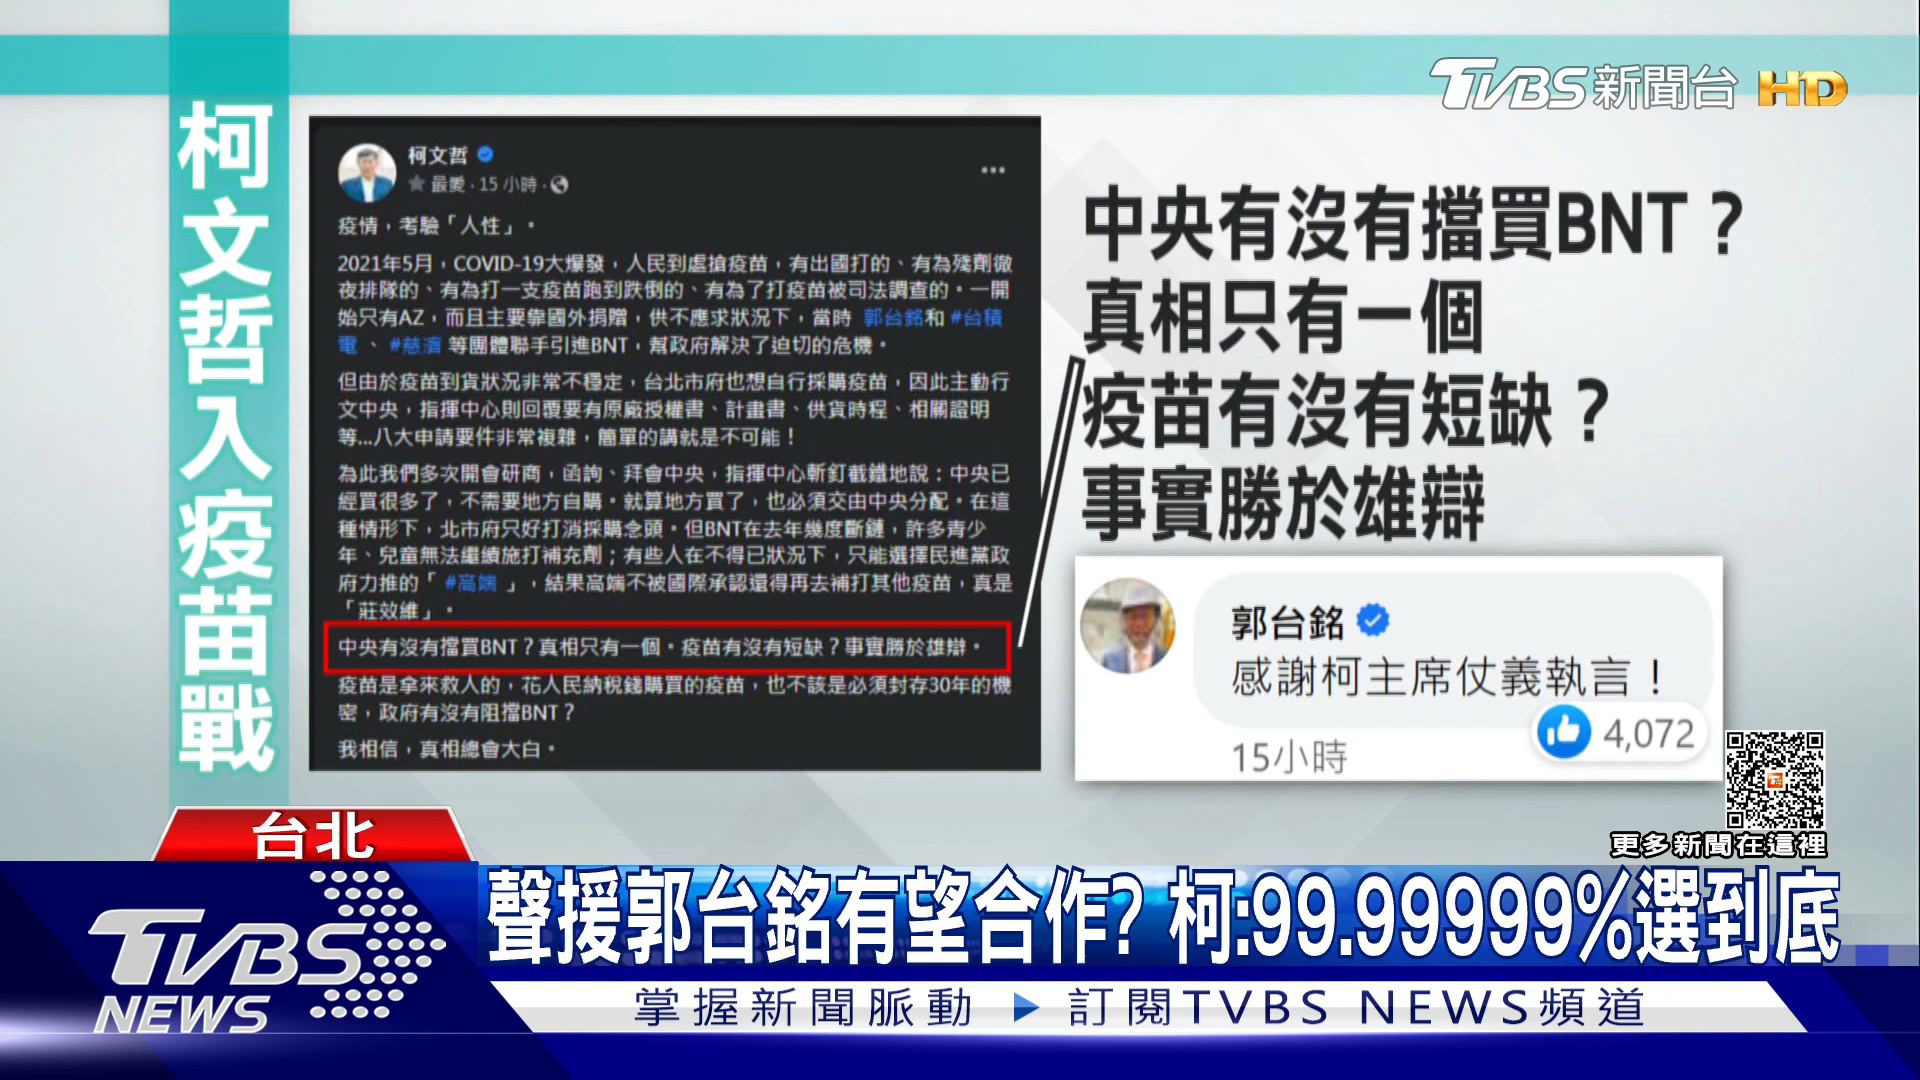 TVBS新聞台 HD
柯文哲入疫苗戰
柯文哲
最愛·15 小時·
疫情，考驗「人性」。
2021年5月，COVID-19大爆發，人民到處搶疫苗，有出國打的、有為殘劑徹
夜排隊的、有為打一支疫苗跑到跌倒的、有為了打疫苗被司法調查的。一開
始只有AZ，而且主要靠國外捐贈，供不應求狀況下，當時 郭台銘和 #台積
電 、 #慈濟 等團體聯手引進BNT，幫政府解決了迫切的危機。
但由於疫苗到貨狀況非常不穩定，台北市府也想自行採購疫苗，因此主動行
文中央，指揮中心則回覆要有原廠授權書、計畫書、供貨時程、相關證明
等...八大申請要件非常複雜，簡單的講就是不可能！
為此我們多次開會研商，函詢、拜會中央，指揮中心斬釘截鐵地說：中央已
經買很多了，不需要地方自購。就算地方買了，也必須交由中央分配。在這
種情形下，北市府只好打消採購念頭。但BNT在去年幾度斷鏈，許多青少
年、兒童無法繼續施打補充劑；有些人在不得已狀況下，只能選擇民進黨政
府力推的「 #高端 」，結果高端不被國際承認還得再去補打其他疫苗，真是
「莊效維」。
中央有沒有擋買BNT？真相只有一個。疫苗有沒有短缺？事實勝於雄辯。
疫苗是拿來救人的，花人民納稅錢購買的疫苗，也不該是必須封存30年的機
密，政府有沒有阻擋BNT？
我相信，真相總會大白。
中央有沒有擋買BNT？
真相只有一個
疫苗有沒有短缺？
事實勝於雄辯
郭台銘
感謝柯主席仗義執言！
4,072
15小時
更多新聞在這裡
台北
聲援郭台銘有望合作? 柯:99.99999%選到底
TVBS
NEWS
掌握新聞脈動 ▶ 訂閱TVBS NEWS頻道